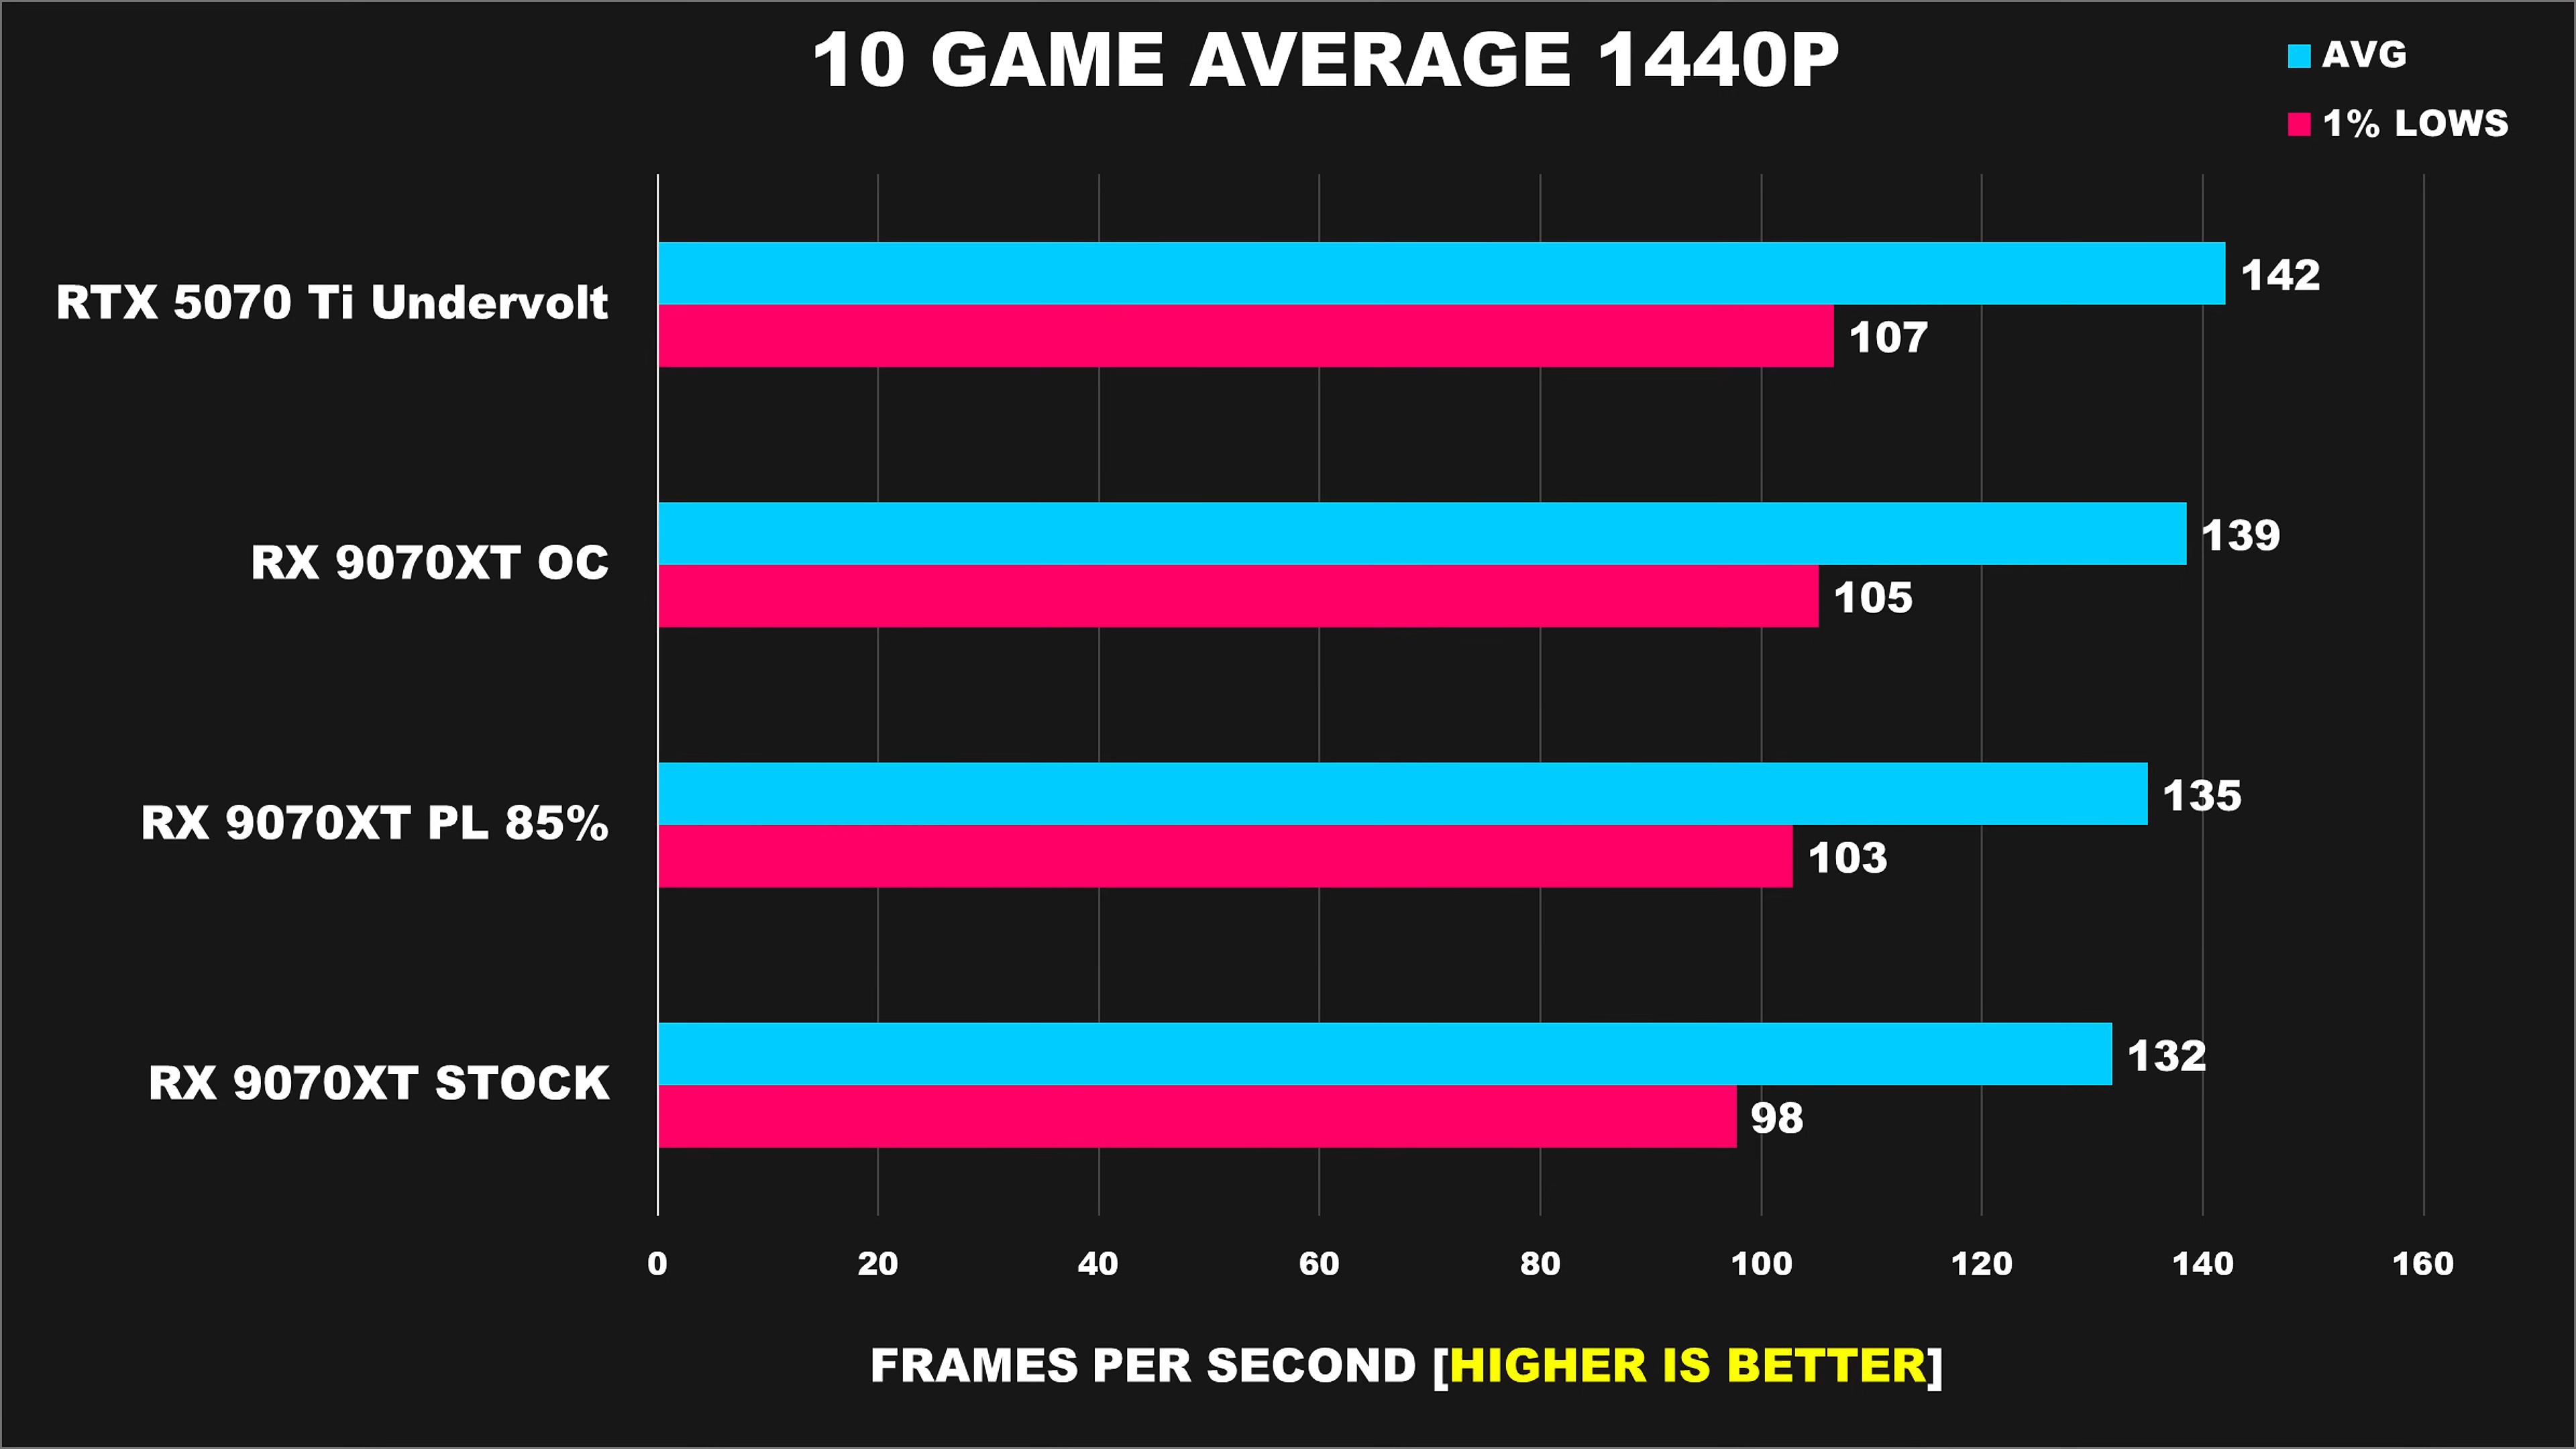 10 GAME AVERAGE 1440P
AVG
1% LOWS
RTX 5070 Ti Undervolt
142
107
RX 9070XT OC
139
105
RX 9070XT PL 85%
135
103
RX 9070XT STOCK
132
98
0 20 40 60 80 100 120 140 160
FRAMES PER SECOND [HIGHER IS BETTER]